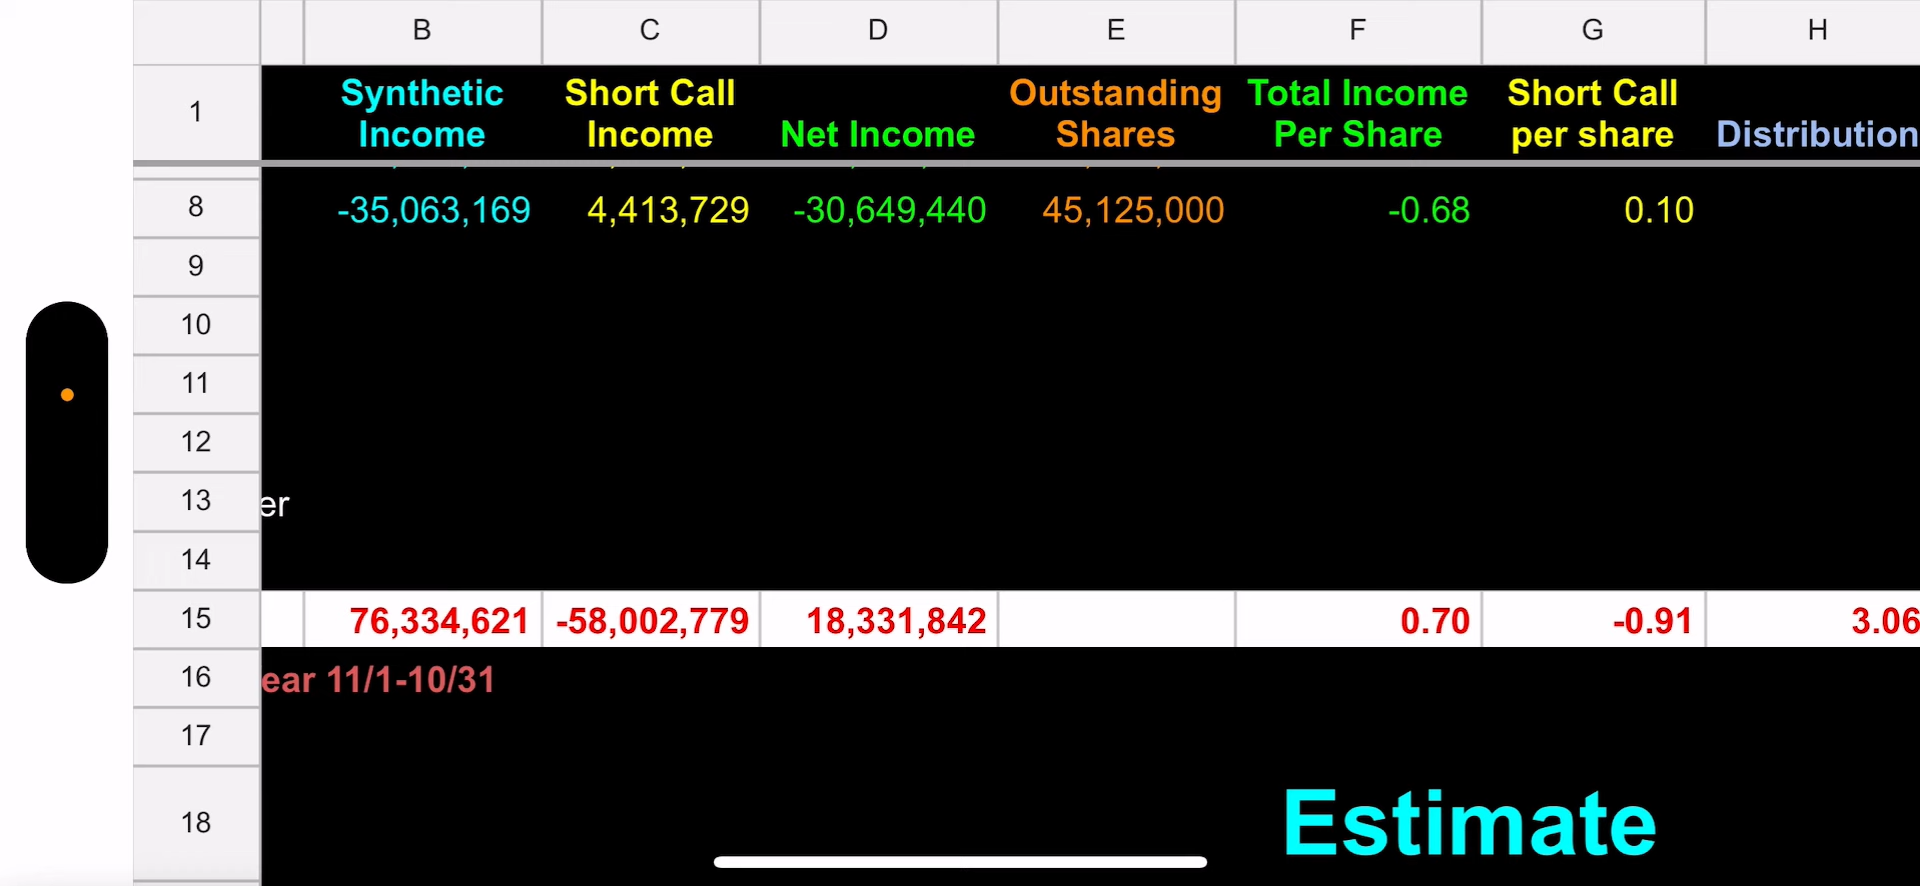 B C D E F G H
1 Synthetic Income Short Call Income Net Income Outstanding Shares Total Income Per Share Short Call per share Distribution
8 -35,063,169 4,413,729 -30,649,440 45,125,000 -0.68 0.10
9
10
11
12
13 er
14
15 76,334,621 -58,002,779 18,331,842 0.70 -0.91 3.06
16 ear 11/1-10/31
17
18 Estimate